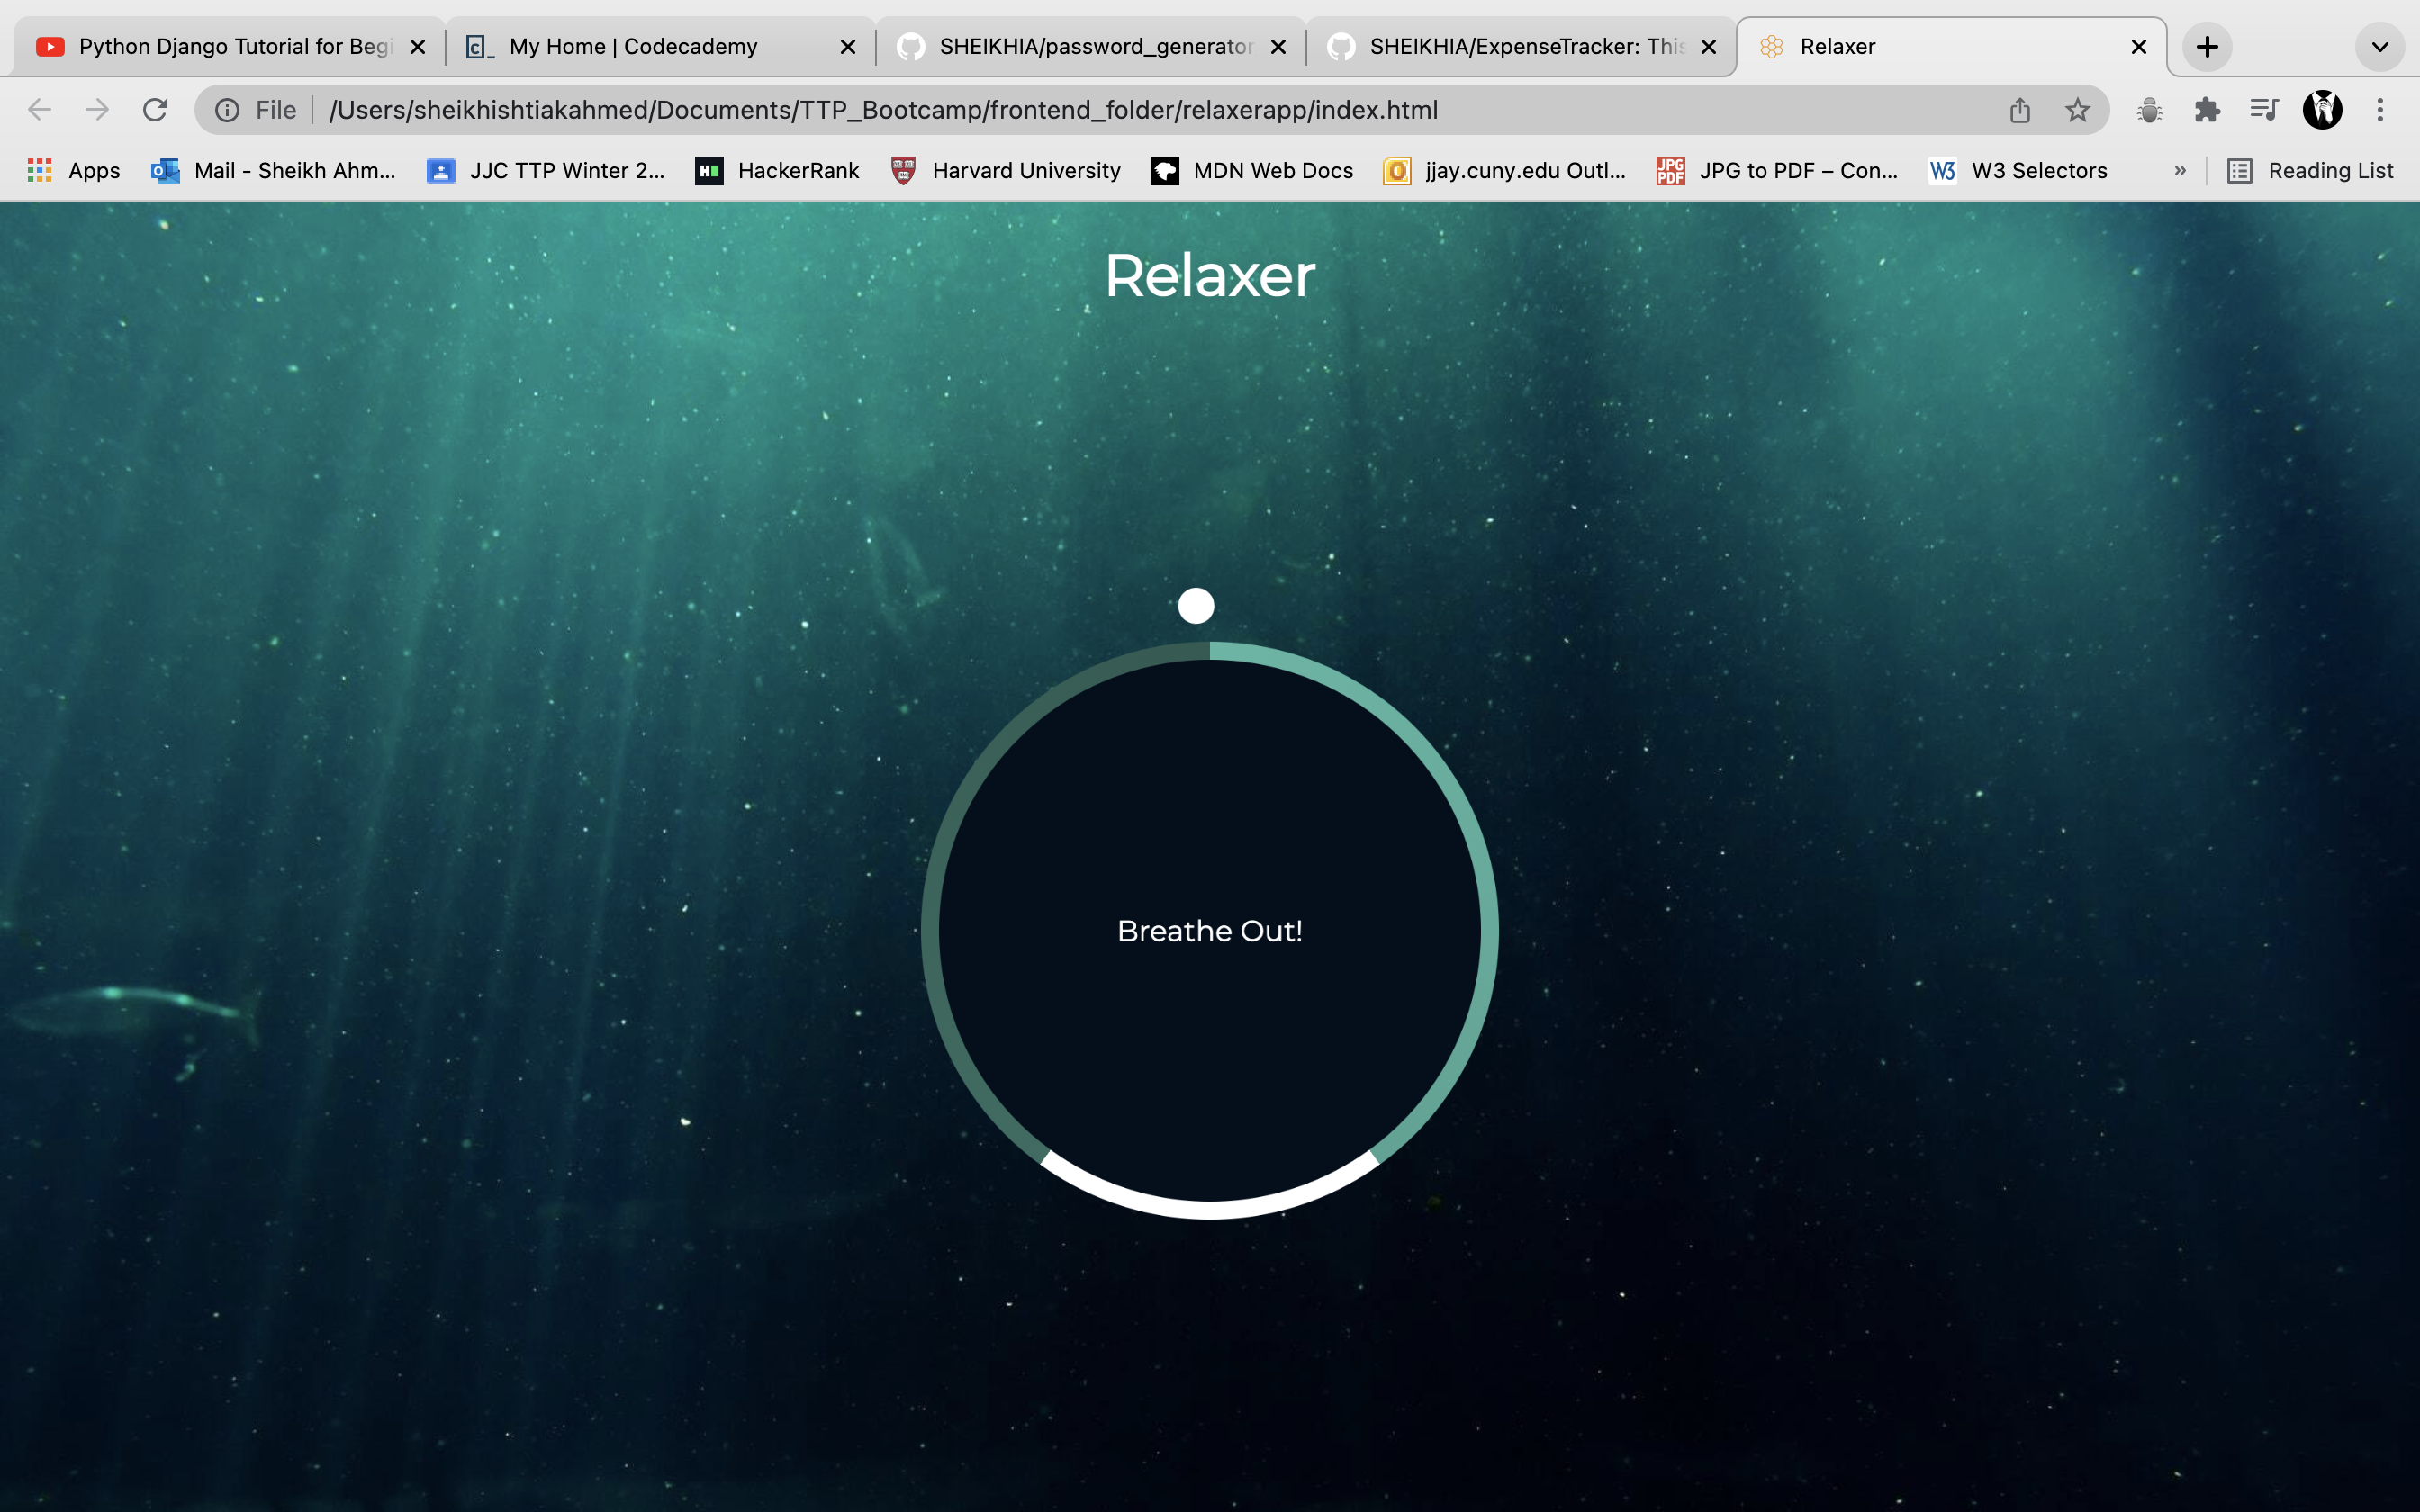 Python Django Tutorial for Begi
My Home | Codecademy
SHEIKHIA/password_generator
SHEIKHIA/ExpenseTracker: This
Relaxer
File
/Users/sheikhishtiakahmed/Documents/TTP_Bootcamp/frontend_folder/relaxerapp/index.html
Apps
Mail - Sheikh Ahm...
JJC TTP Winter 2...
HackerRank
Harvard University
MDN Web Docs
jjay.cuny.edu Outl...
JPG to PDF – Con...
W3 Selectors
»
Reading List
Relaxer
Breathe Out!